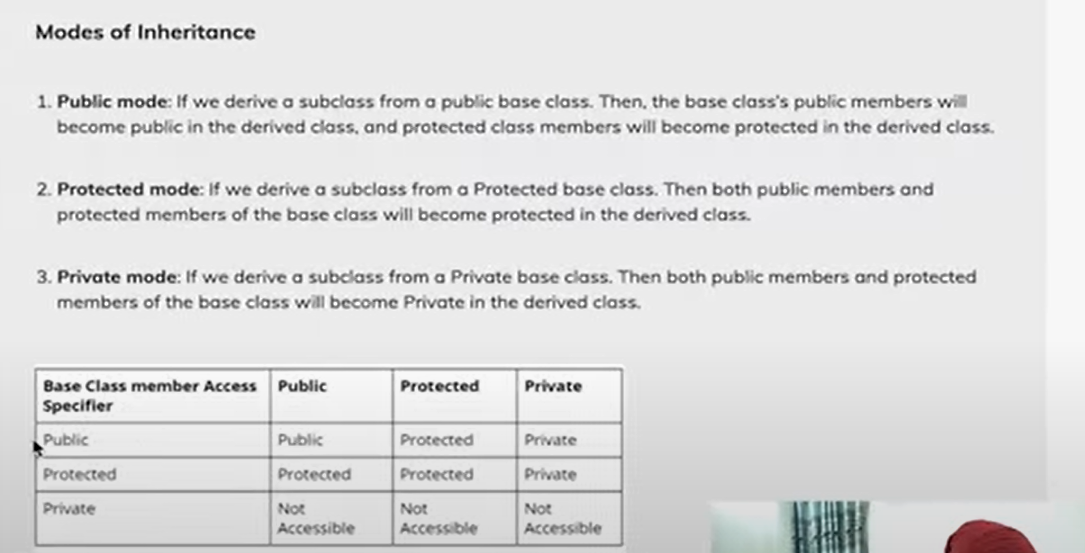 Modes of Inheritance
1. Public mode: If we derive a subclass from a public base class. Then, the base class's public members will
become public in the derived class, and protected class members will become protected in the derived class.
2. Protected mode: If we derive a subclass from a Protected base class. Then both public members and
protected members of the base class will become protected in the derived class.
3. Private mode: If we derive a subclass from a Private base class. Then both public members and protected
members of the base class will become Private in the derived class.
Base Class member Access Public Protected Private
Specifier
Public Public Protected Private
Protected Protected Protected Private
Private Not Not Not
Accessible Accessible Accessible